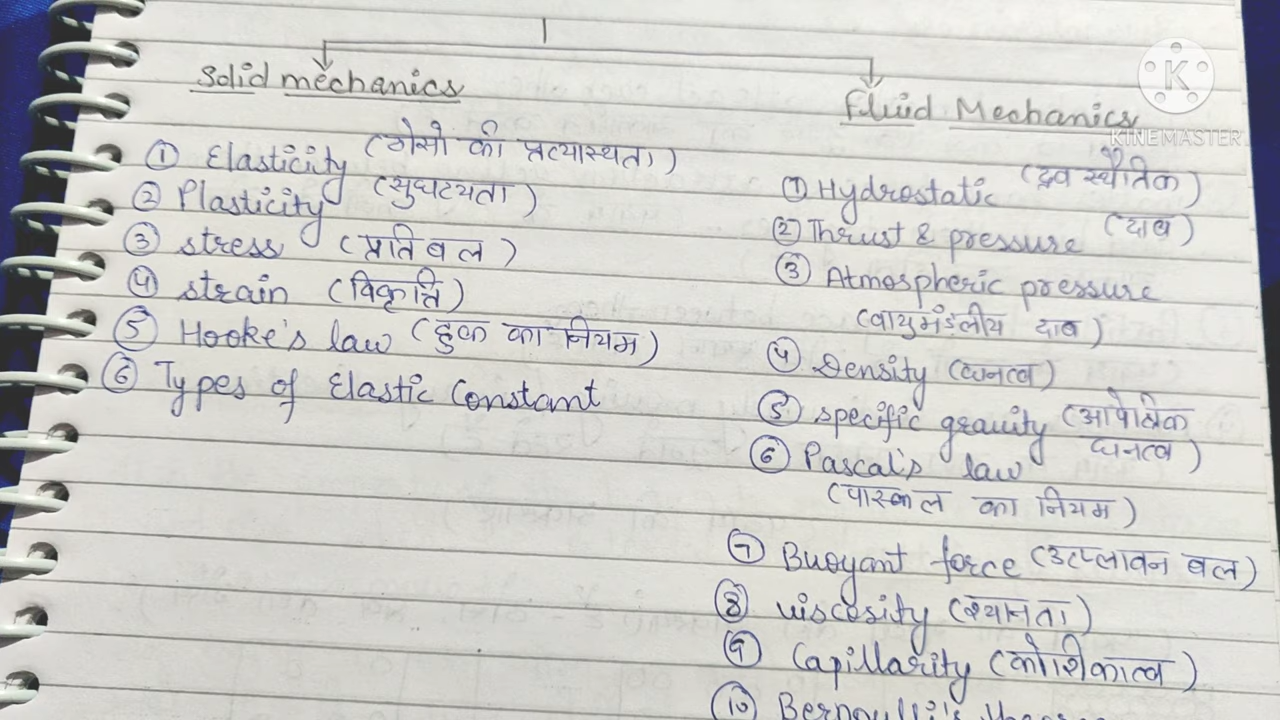 Solid mechanics
① Elasticity (गैसो की प्रत्यास्थता)
② Plasticity (सुघटयता)
③ stress (प्रतिबल)
④ strain (विकृति)
⑤ Hooke's law (हुक का नियम)
⑥ Types of Elastic Constant
Fluid Mechanics
① Hydrostatic (द्रव स्थैतिक)
② Thrust & pressure (दाब)
③ Atmospheric pressure
(वायुमंडलीय दाब)
④ Density (घनत्व)
⑤ specific gravity (आपेक्षिक
घनत्व)
⑥ Pascal's law
(पास्कल का नियम)
⑦ Buoyant force (उत्प्लावन बल)
⑧ viscosity (श्यानता)
⑨ Capillarity (कोशिकात्व)
⑩ Bernoulli's
K
KINEMASTER